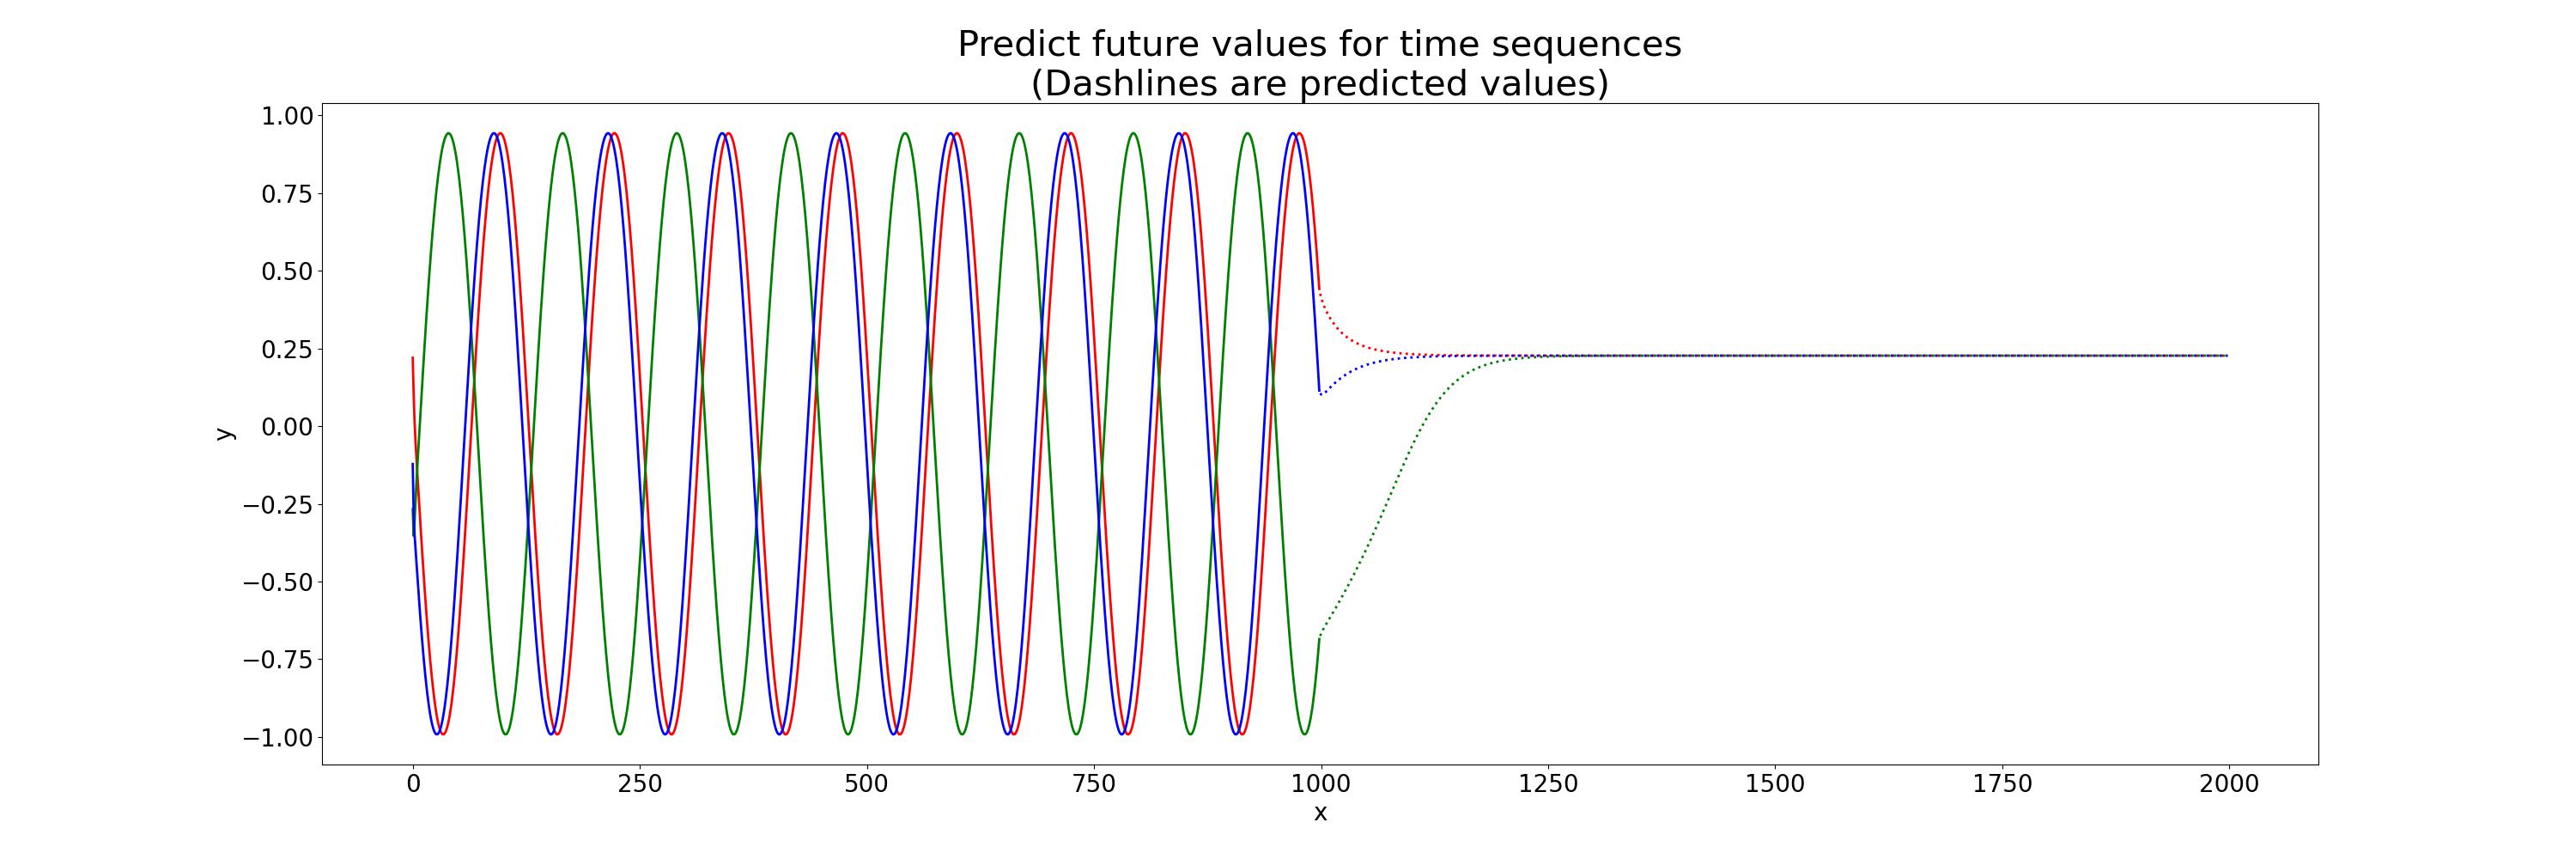 Predict future values for time sequences
(Dashlines are predicted values)
1.00
0.75
0.50
0.25
0.00
−0.25
−0.50
−0.75
−1.00
y
0 250 500 750 1000 1250 1500 1750 2000
x